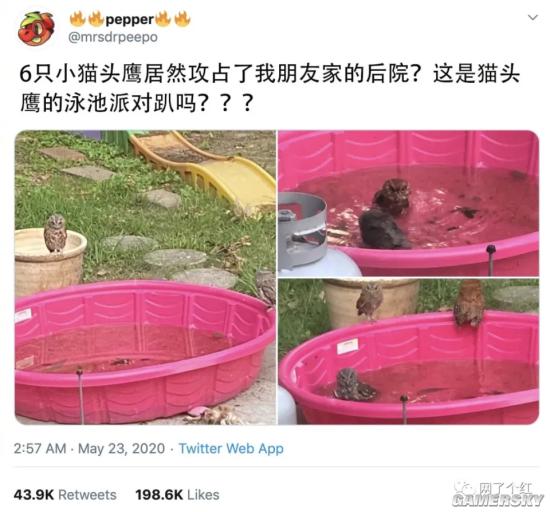 🔥🔥pepper🔥🔥
@mrsdrpeepo
6只小猫头鹰居然攻占了我朋友家的后院？这是猫头
鹰的泳池派对趴吗？？？
2:57 AM · May 23, 2020 · Twitter Web App
43.9K Retweets 198.6K Likes
网了个红
GAMERSKY